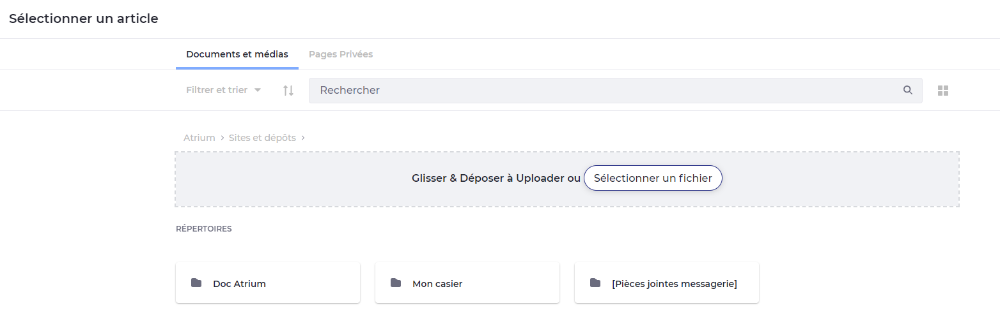 Sélectionner un article
Documents et médias Pages Privées
Filtrer et trier Rechercher
Atrium > Sites et dépôts >
Glisser & Déposer à Uploader ou Sélectionner un fichier
RÉPERTOIRES
Doc Atrium Mon casier [Pièces jointes messagerie]